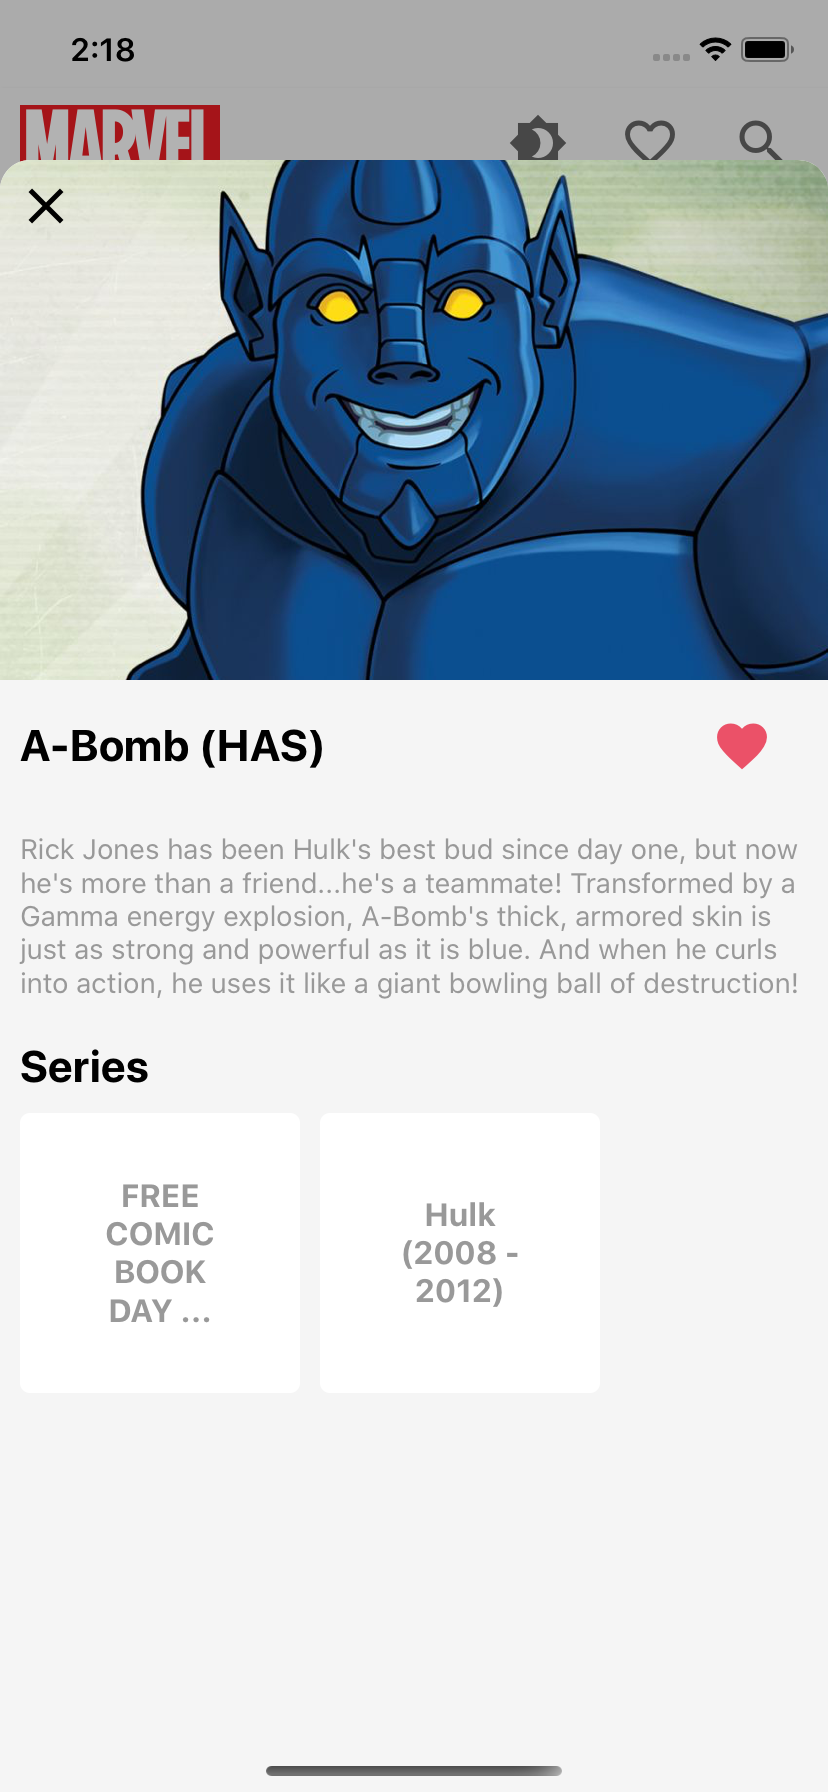 2:18
MARVEL
A-Bomb (HAS)
Rick Jones has been Hulk's best bud since day one, but now
he's more than a friend...he's a teammate! Transformed by a
Gamma energy explosion, A-Bomb's thick, armored skin is
just as strong and powerful as it is blue. And when he curls
into action, he uses it like a giant bowling ball of destruction!
Series
FREE
COMIC
BOOK
DAY ...
Hulk
(2008 -
2012)